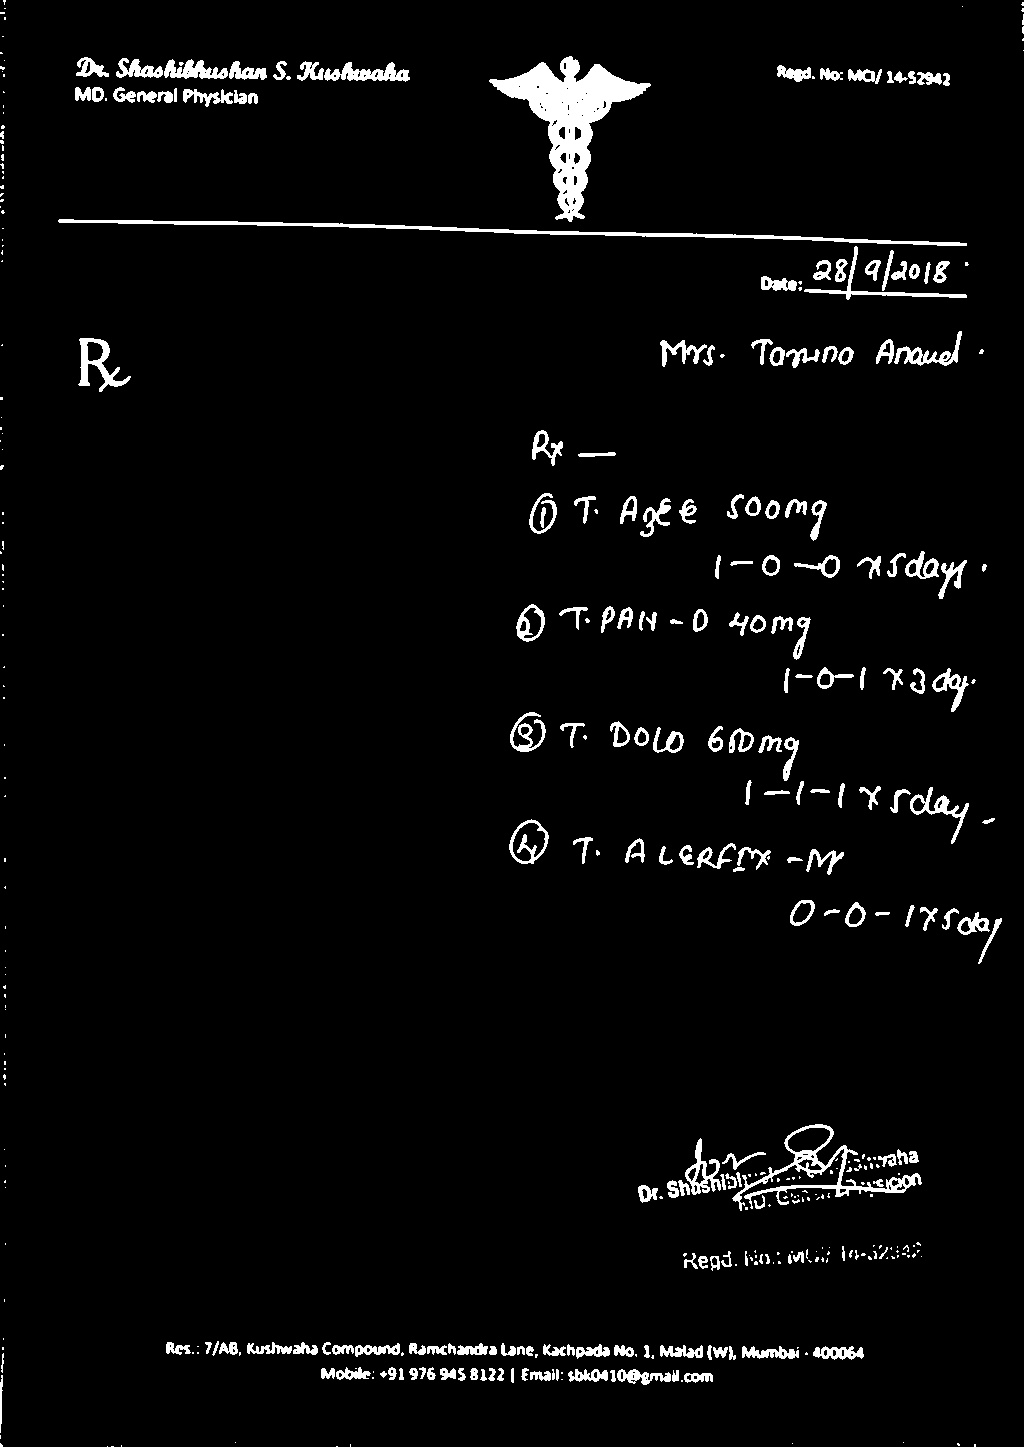 Dr. Shashibhushan S. Kushwaha
MD. General Physician
Regd. No: MCI/ 14-52942
Date: 28/9/2018
Rx
Mrs. Anand
Rx —
① T. Azee 500mg
1-0-0 x 5days.
② T. PAN-D 40mg
1-0-1 x 3 day.
③ T. DOLO 650mg
1-1-1 x 5day
④ T. ALERFIX-M
0-0-1 x 5day
for
Dr. Shashibhushan S. Kushwaha
MD. General Physician
Regd. No.: MCI/ 14-52942
Res.: 7/AB, Kushwaha Compound, Ramchandra Lane, Kachpada No. 1, Malad (W), Mumbai - 400064
Mobile: +91 976 945 8122 | Email: sbk0410@gmail.com